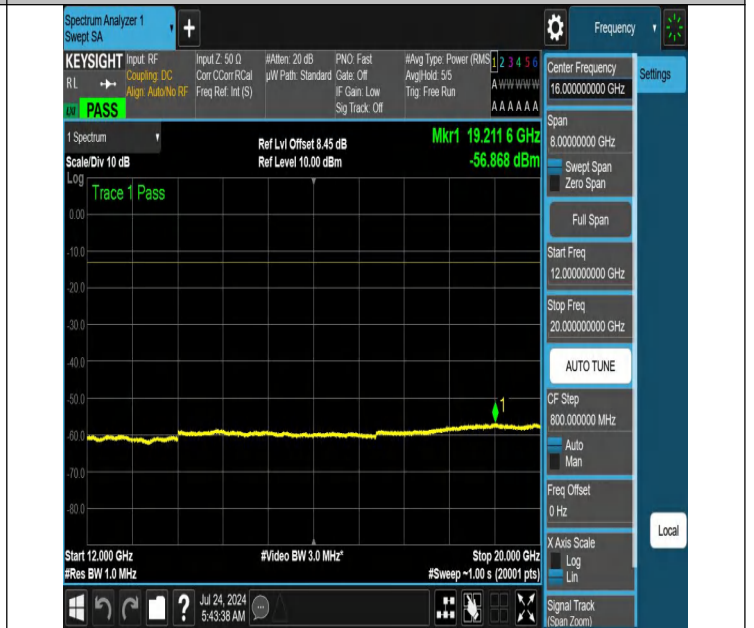 Spectrum Analyzer 1
Swept SA
+
Frequency
KEYSIGHT
RL
PASS
Input: RF
Coupling: DC
Align: Auto/No RF
Input Z: 50 Ω
Corr CCorr RCal
Freq Ref: Int (S)
#Atten: 20 dB
µW Path: Standard
PNO: Fast
Gate: Off
IF Gain: Low
Sig Track: Off
#Avg Type: Power (RMS
Avg|Hold: 5/5
Trig: Free Run
1 2 3 4 5 6
A W W W W W
A A A A A A
1 Spectrum
Scale/Div 10 dB
Ref Lvl Offset 8.45 dB
Ref Level 10.00 dBm
Mkr1 19.211 6 GHz
-56.868 dBm
Log
Trace 1 Pass
0.00
-10.0
-20.0
-30.0
-40.0
-50.0
-60.0
-70.0
-80.0
1
Start 12.000 GHz
#Res BW 1.0 MHz
#Video BW 3.0 MHz*
Stop 20.000 GHz
#Sweep ~1.00 s (20001 pts)
?
Jul 24, 2024
5:43:38 AM
Center Frequency
16.000000000 GHz
Settings
Span
8.00000000 GHz
Swept Span
Zero Span
Full Span
Start Freq
12.000000000 GHz
Stop Freq
20.000000000 GHz
AUTO TUNE
CF Step
800.000000 MHz
Auto
Man
Freq Offset
0 Hz
X Axis Scale
Log
Lin
Local
Signal Track
(Span Zoom)